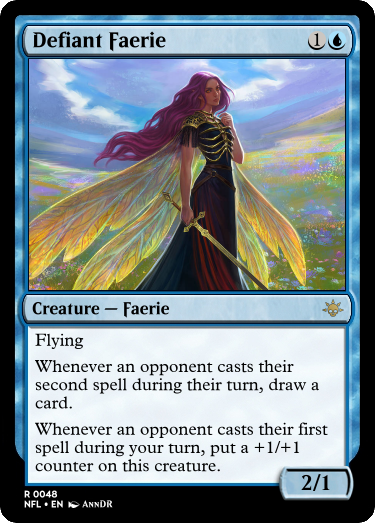 Defiant Faerie 1
Creature — Faerie
Flying
Whenever an opponent casts their
second spell during their turn, draw a
card.
Whenever an opponent casts their first
spell during your turn, put a +1/+1
counter on this creature.
2/1
R 0048
NFL • EN AnnDR